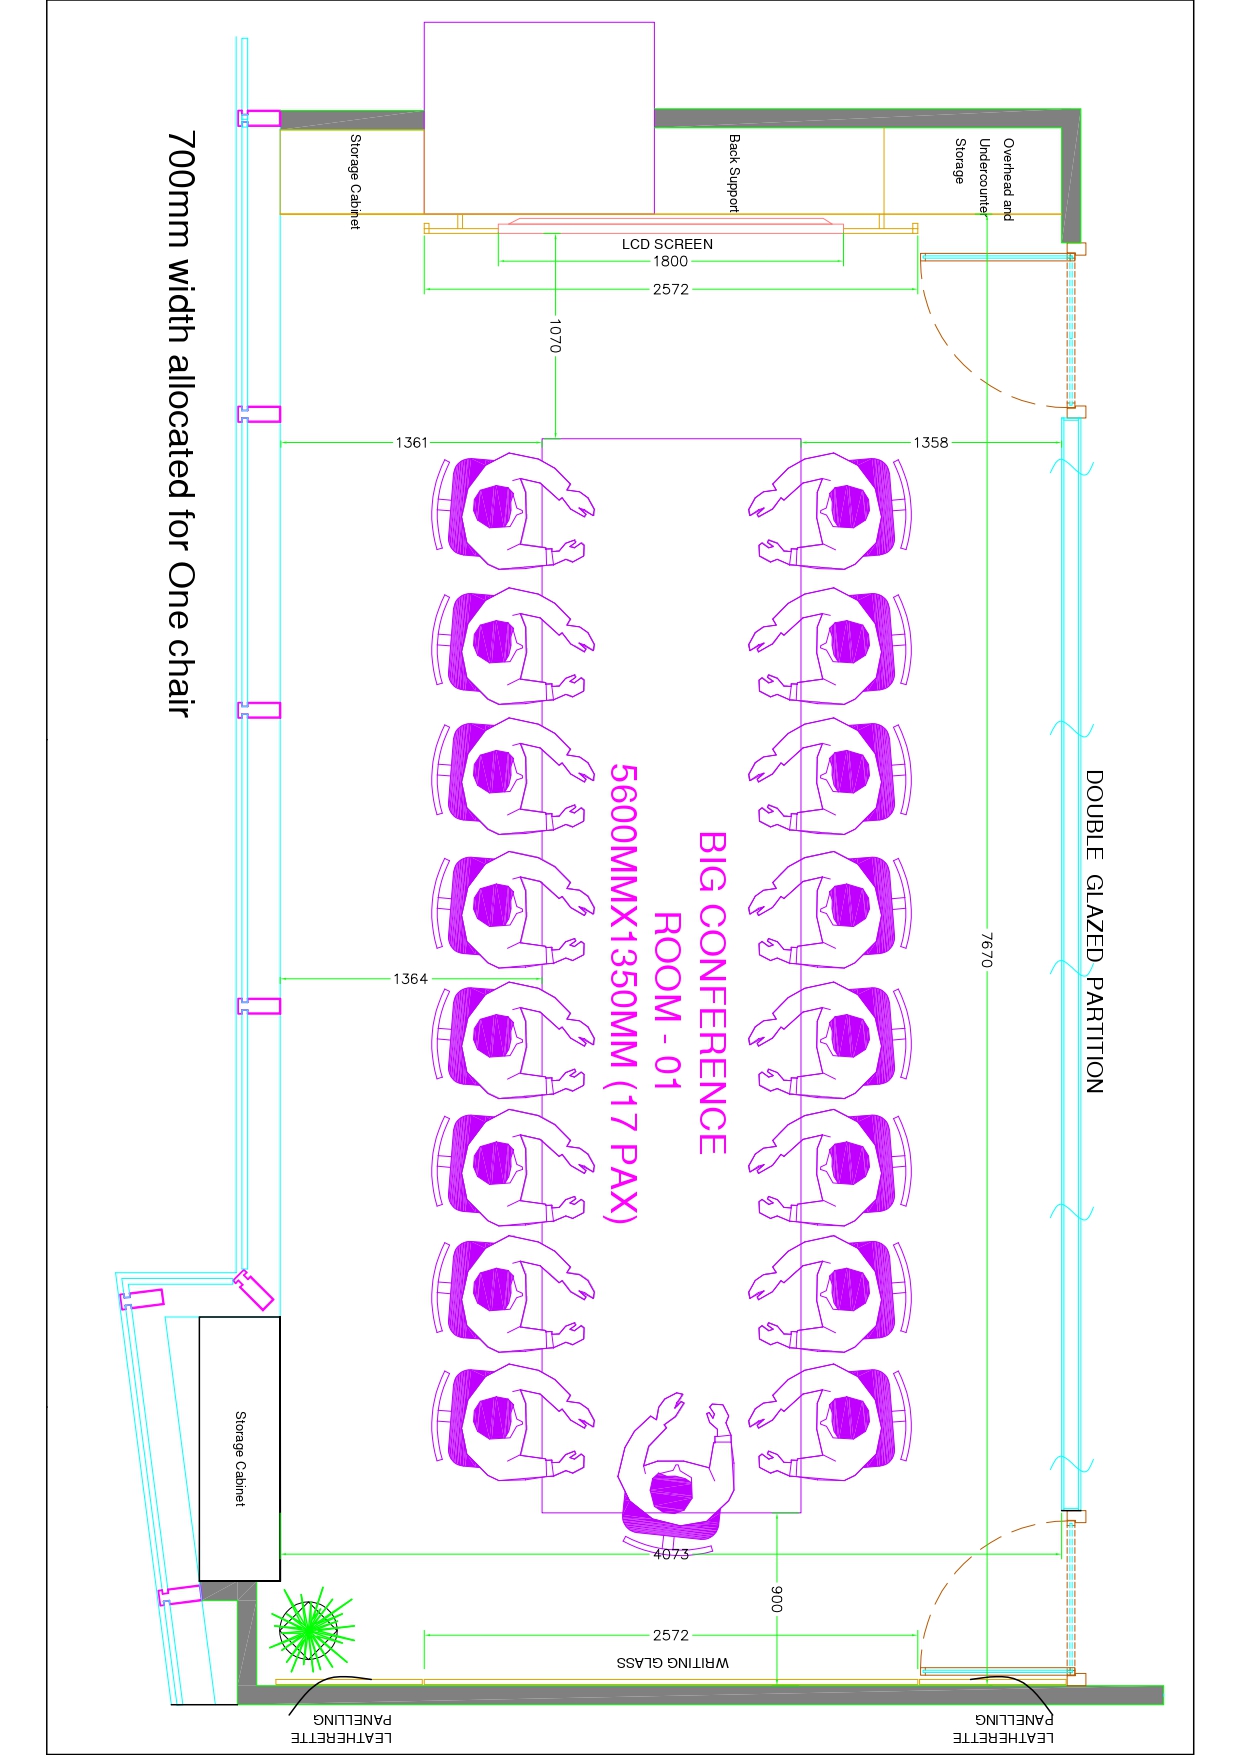 Storage Cabinet
Back Support
Overhead and
Undercounter
Storage
LCD SCREEN
1800
2572
1070
700mm width allocated for One chair
1361
1358
DOUBLE GLAZED PARTITION
BIG CONFERENCE
ROOM - 01
5600MMX1350MM (17 PAX)
7670
1364
Storage Cabinet
4073
900
2572
WRITING GLASS
LEATHERETTE
PANELLING
LEATHERETTE
PANELLING